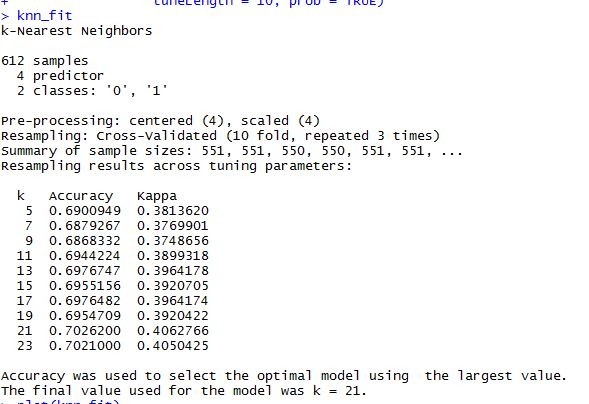 + tuneLength = 10, prob = TRUE)
> knn_fit
k-Nearest Neighbors
612 samples
4 predictor
2 classes: '0', '1'
Pre-processing: centered (4), scaled (4)
Resampling: Cross-Validated (10 fold, repeated 3 times)
Summary of sample sizes: 551, 551, 550, 550, 551, 551, ...
Resampling results across tuning parameters:
k Accuracy Kappa
5 0.6900949 0.3813620
7 0.6879267 0.3769901
9 0.6868332 0.3748656
11 0.6944224 0.3899318
13 0.6976747 0.3964178
15 0.6955156 0.3920705
17 0.6976482 0.3964174
19 0.6954709 0.3920422
21 0.7026200 0.4062766
23 0.7021000 0.4050425
Accuracy was used to select the optimal model using the largest value.
The final value used for the model was k = 21.
> plot(knn_fit)